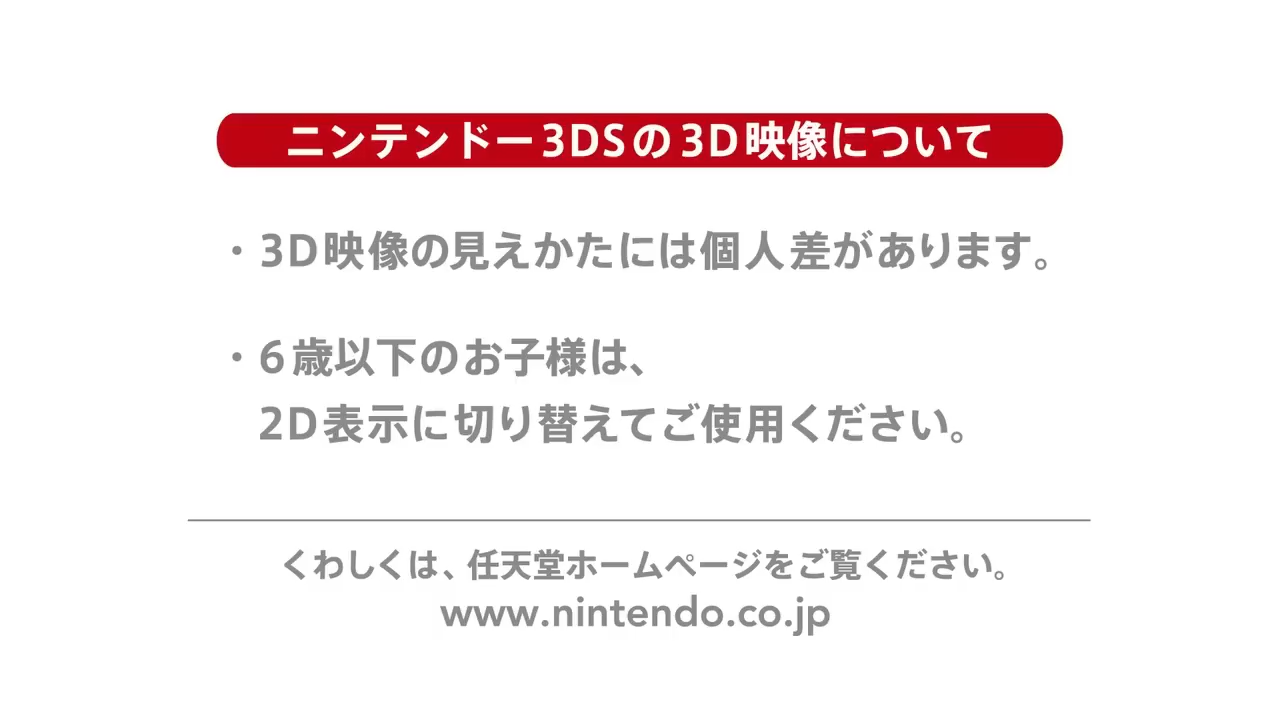 ニンテンドー3DSの3D映像について
・3D映像の見えかたには個人差があります。
・6歳以下のお子様は、
2D表示に切り替えてご使用ください。
くわしくは、任天堂ホームページをご覧ください。
www.nintendo.co.jp